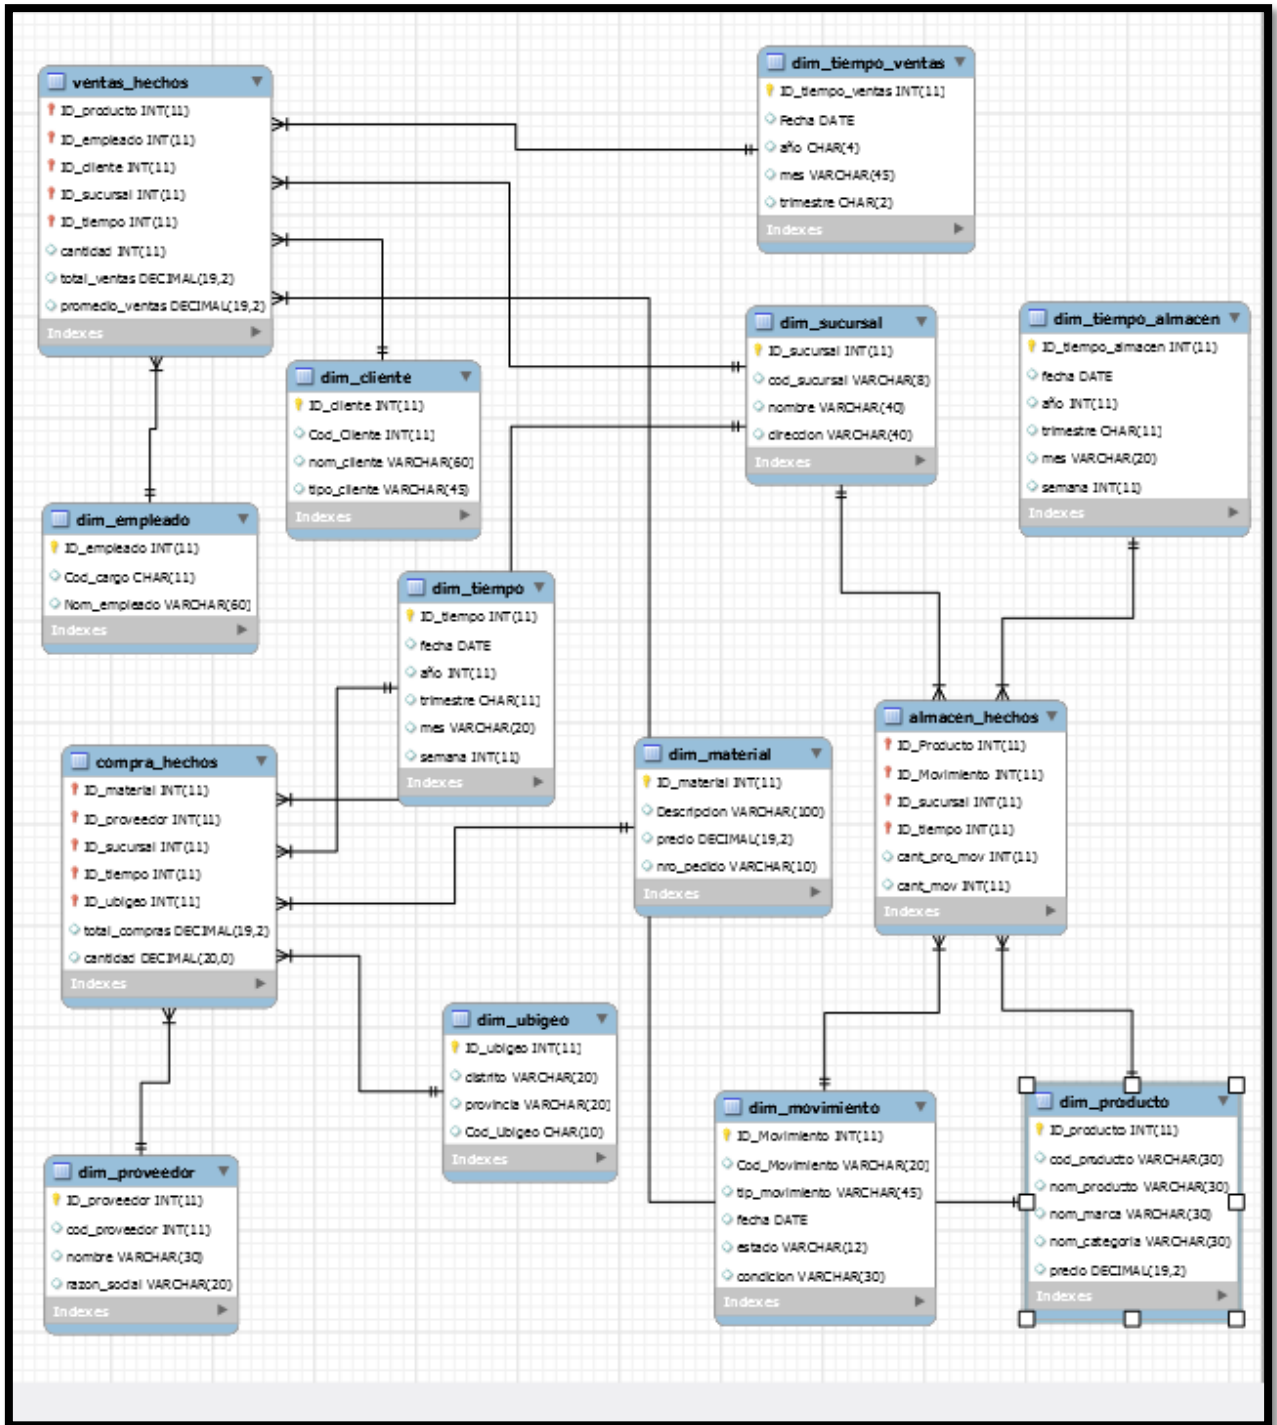 ventas_hechos
ID_producto INT(11)
ID_empleado INT(11)
ID_cliente INT(11)
ID_sucursal INT(11)
ID_tiempo INT(11)
cantidad INT(11)
total_ventas DECIMAL(19,2)
promedio_ventas DECIMAL(19,2)
Indexes
dim_tiempo_ventas
ID_tiempo_ventas INT(11)
Fecha DATE
año CHAR(4)
mes VARCHAR(45)
trimestre CHAR(2)
Indexes
dim_cliente
ID_cliente INT(11)
Cod_Cliente INT(11)
nom_cliente VARCHAR(60)
tipo_cliente VARCHAR(45)
Indexes
dim_sucursal
ID_sucursal INT(11)
cod_sucursal VARCHAR(8)
nombre VARCHAR(40)
direccion VARCHAR(40)
Indexes
dim_tiempo_almacen
ID_tiempo_almacen INT(11)
fecha DATE
año INT(11)
trimestre CHAR(11)
mes VARCHAR(20)
semana INT(11)
Indexes
dim_empleado
ID_empleado INT(11)
Cod_cargo CHAR(11)
Nom_empleado VARCHAR(60)
Indexes
dim_tiempo
ID_tiempo INT(11)
fecha DATE
año INT(11)
trimestre CHAR(11)
mes VARCHAR(20)
semana INT(11)
Indexes
compra_hechos
ID_material INT(11)
ID_proveedor INT(11)
ID_sucursal INT(11)
ID_tiempo INT(11)
ID_ubigeo INT(11)
total_compras DECIMAL(19,2)
cantidad DECIMAL(20,0)
Indexes
dim_material
ID_material INT(11)
Descripcion VARCHAR(100)
precio DECIMAL(19,2)
nro_pedido VARCHAR(10)
Indexes
almacen_hechos
ID_Producto INT(11)
ID_Movimiento INT(11)
ID_sucursal INT(11)
ID_tiempo INT(11)
cant_pro_mov INT(11)
cant_mov INT(11)
Indexes
dim_ubigeo
ID_ubigeo INT(11)
distrito VARCHAR(20)
provincia VARCHAR(20)
Cod_Ubigeo CHAR(10)
Indexes
dim_proveedor
ID_proveedor INT(11)
cod_proveedor INT(11)
nombre VARCHAR(30)
razon_social VARCHAR(20)
Indexes
dim_movimiento
ID_Movimiento INT(11)
Cod_Movimiento VARCHAR(20)
tip_movimiento VARCHAR(45)
fecha DATE
estado VARCHAR(12)
condicion VARCHAR(30)
Indexes
dim_producto
ID_producto INT(11)
cod_producto VARCHAR(30)
nom_producto VARCHAR(30)
nom_marca VARCHAR(30)
nom_categoria VARCHAR(30)
precio DECIMAL(19,2)
Indexes